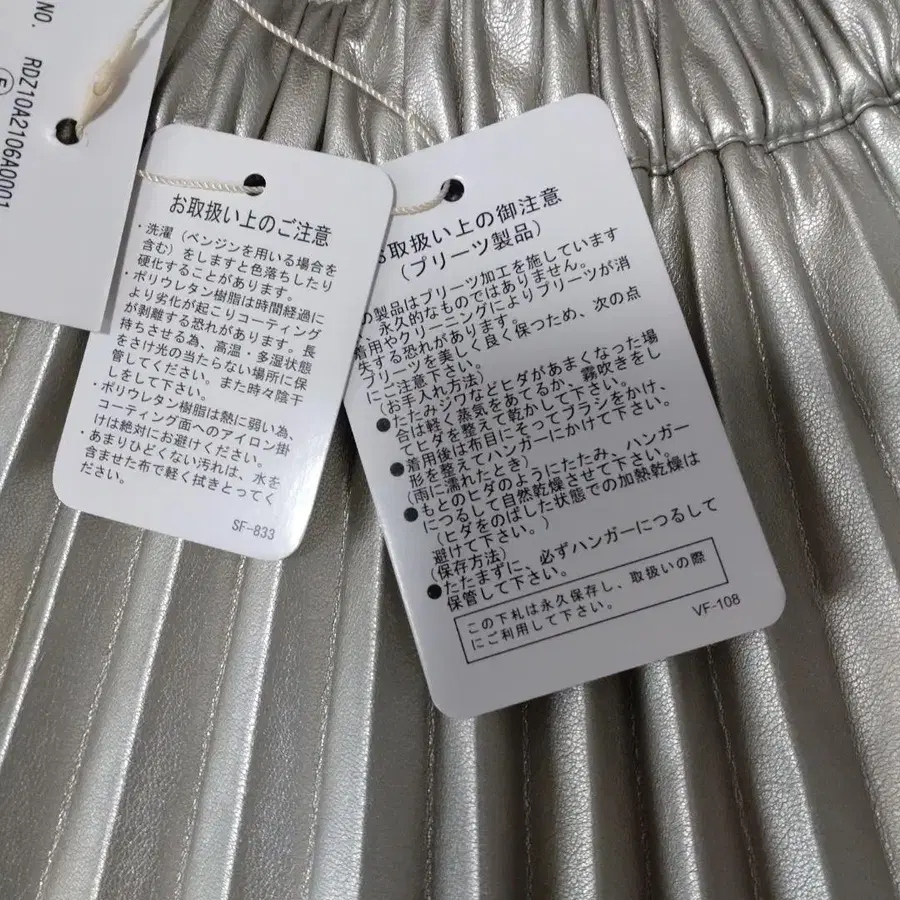 NO. RDZ10A2106A0001
F
お取扱い上のご注意
・洗濯（ベンジンを用いる場合を
含む）をしますと色落ちしたり
硬化することがあります。
・ポリウレタン樹脂は時間経過に
より劣化が起こりコーティング
が剥離する恐れがあります。長
持ちさせる為、高温・多湿状態
をさけ光の当たらない場所に保
管してください。また時々陰干
しをして下さい。
・ポリウレタン樹脂は熱に弱い為、
コーティング面へのアイロン掛
けは絶対にお避けください。
・あまりひどくない汚れは、水を
含ませた布で軽く拭きとってく
ださい。
SF-833
お取扱い上の御注意
（プリーツ製品）
の製品はプリーツ加工を施しています
、永久的なものではありません。
着用やクリーニングによりプリーツが消
失する恐れがあります。
プリーツを美しく良く保つため、次の点
にご注意下さい。
（お手入れ方法）
●たたみジワなどヒダがあまくなった場
合は軽く蒸気をあてるか、霧吹きをし
てヒダを整えて乾かして下さい。
●着用後は布目にそってブラシをかけ、
形を整えてハンガーにかけて下さい。
（雨に濡れたとき）
●もとのヒダのようにたたみ、ハンガー
につるして自然乾燥させて下さい。
（ヒダをのばした状態での加熱乾燥は
避けて下さい。）
（保存方法）
●たたまずに、必ずハンガーにつるして
保管して下さい。
この下札は永久保存し、取扱いの際
にご利用して下さい。
VF-108